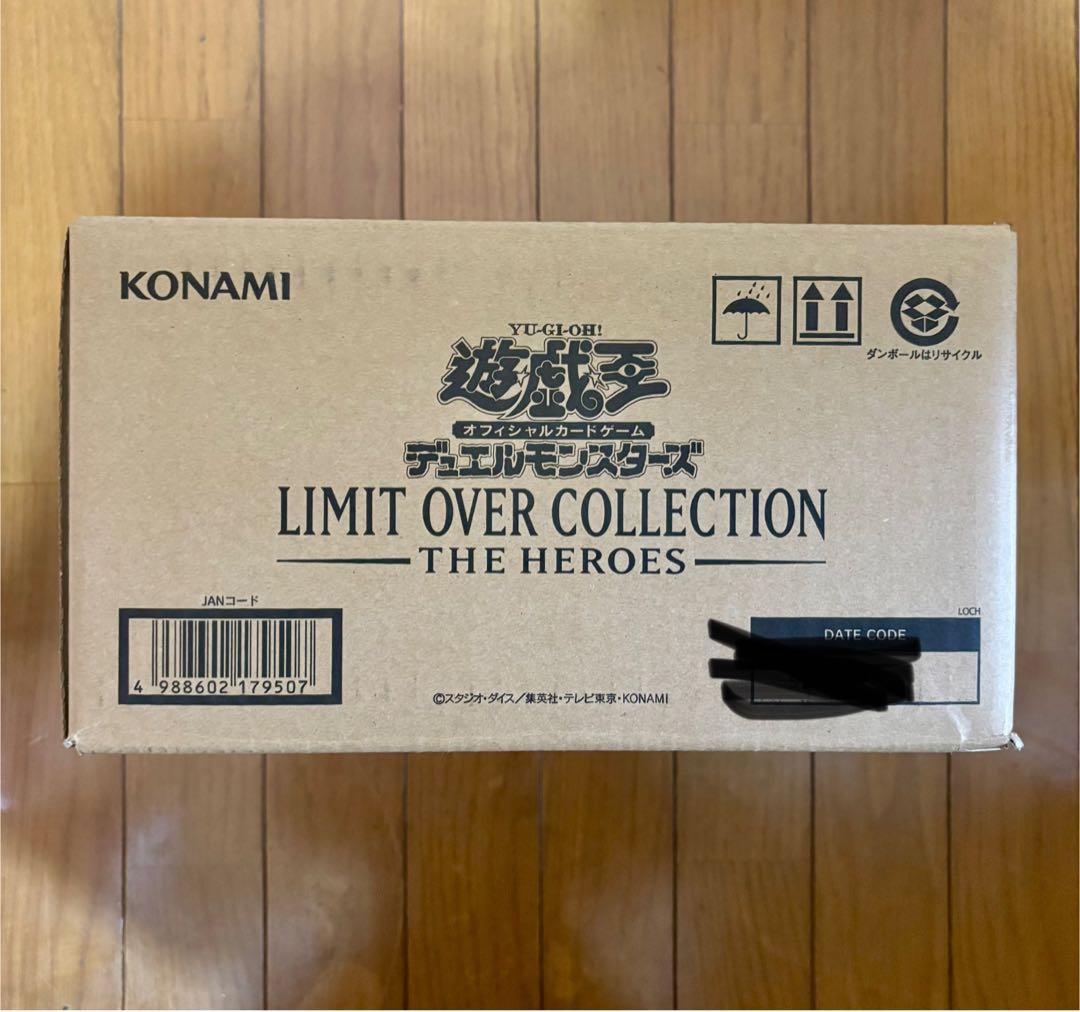 KONAMI
ダンボールはリサイクル
YU-GI-OH!
遊戯王
オフィシャルカードゲーム
デュエルモンスターズ
LIMIT OVER COLLECTION
THE HEROES
JANコード
4 988602 179507
©スタジオ・ダイス／集英社・テレビ東京・KONAMI
LOCH
DATE CODE